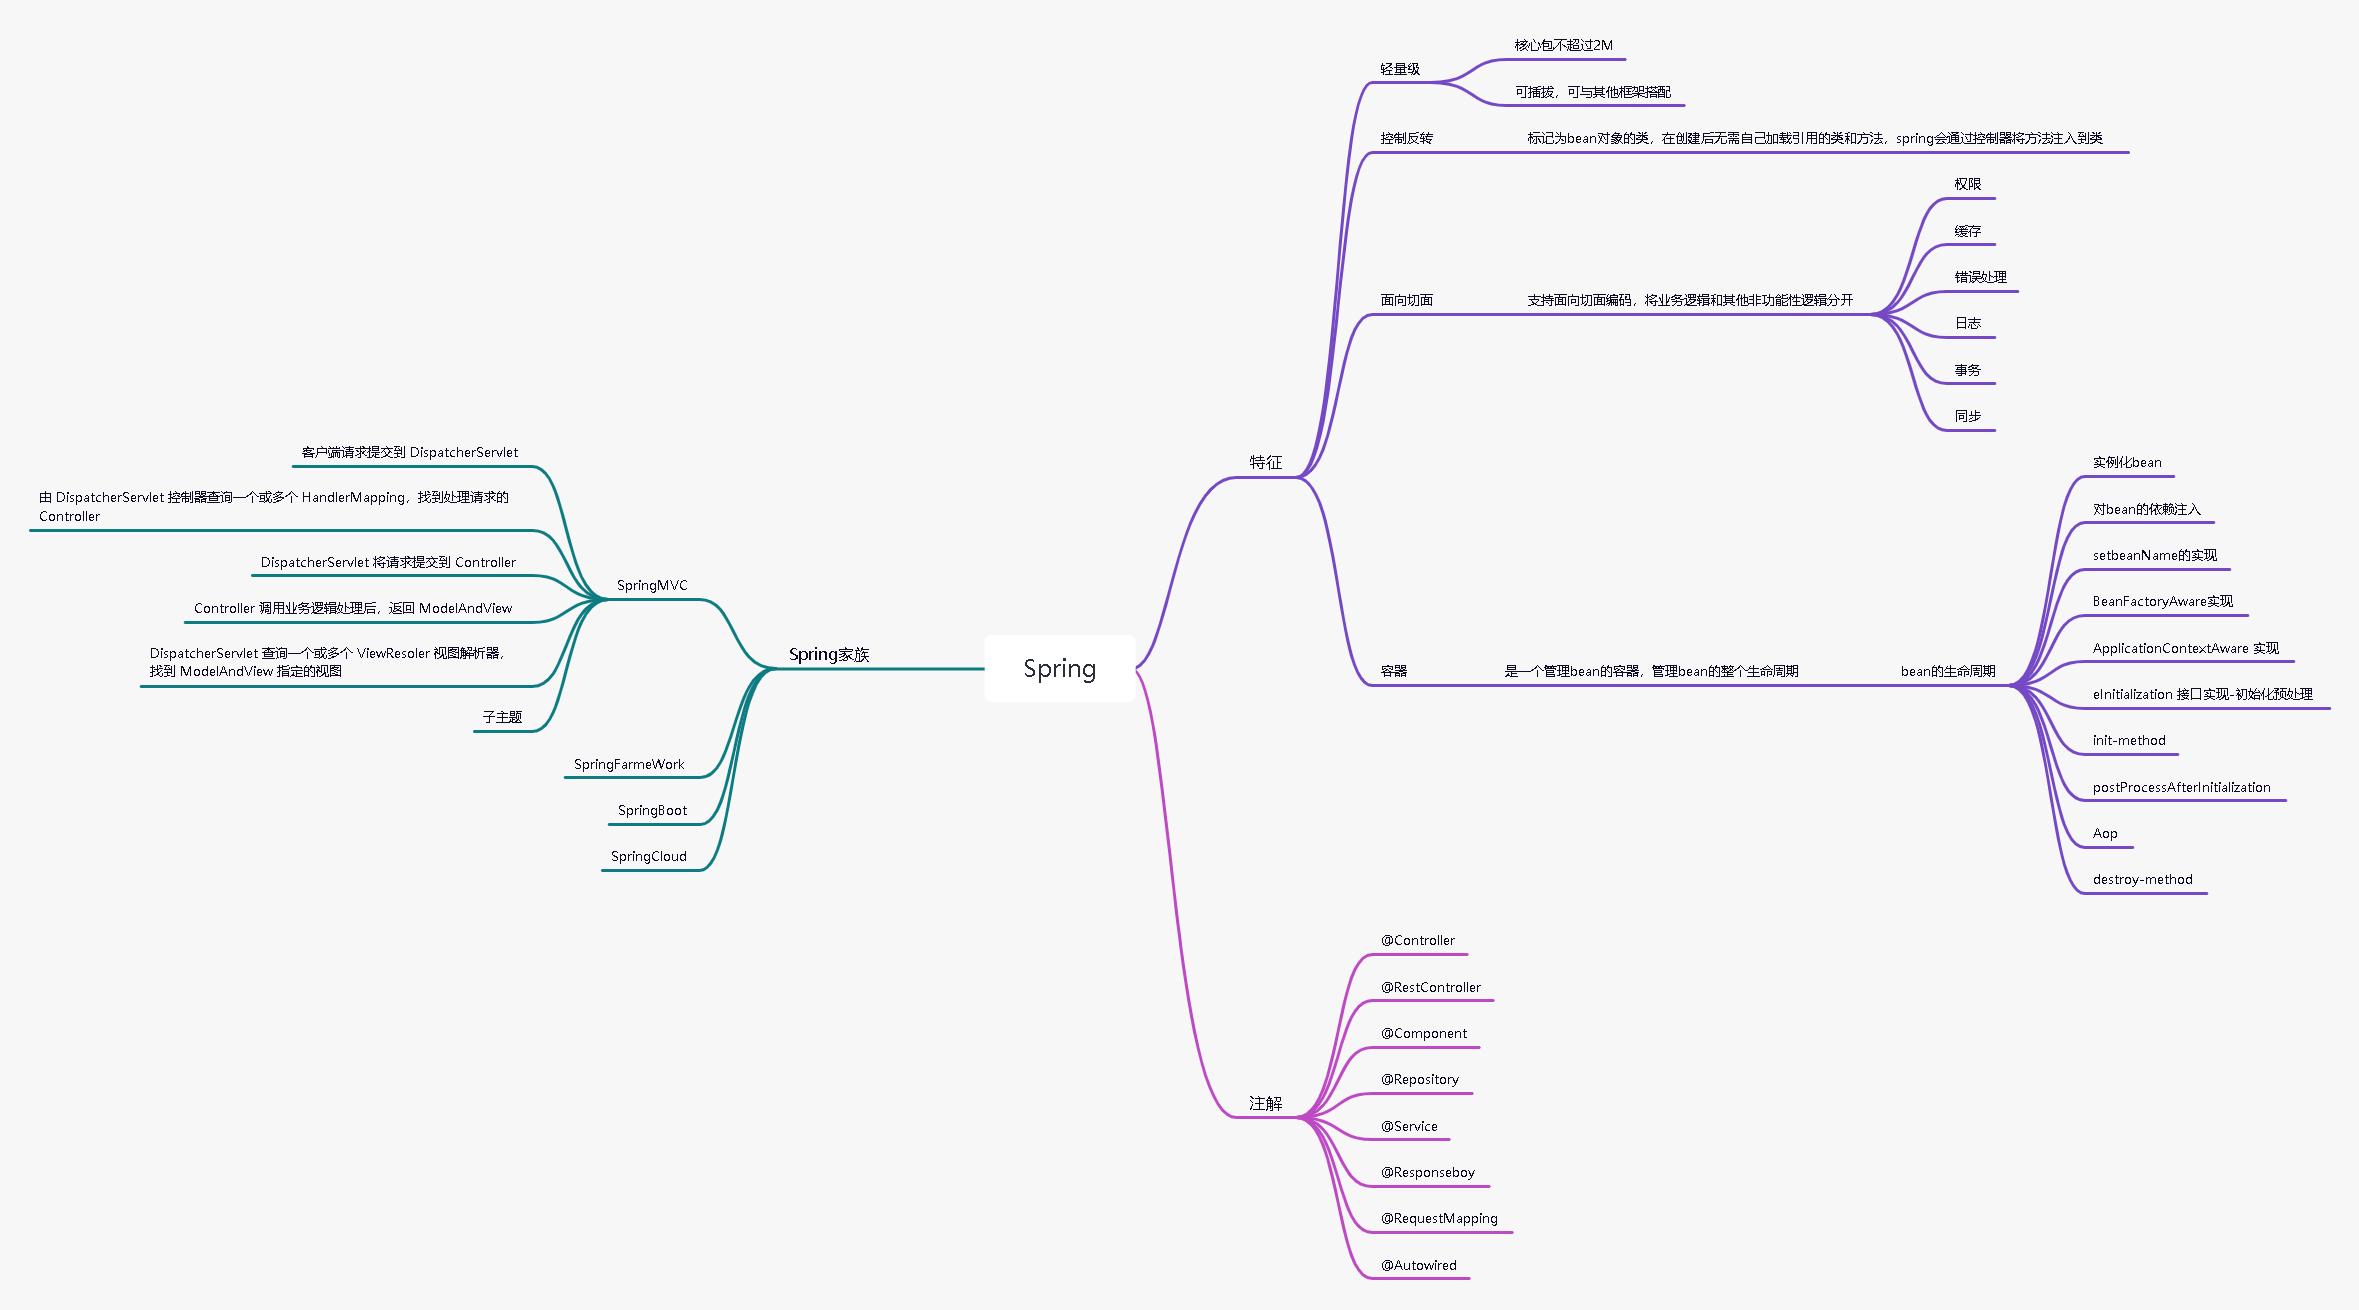 Spring
特征
轻量级
核心包不超过2M
可插拔，可与其他框架搭配
控制反转
标记为bean对象的类，在创建后无需自己加载引用的类和方法，spring会通过控制器将方法注入到类
面向切面
支持面向切面编码，将业务逻辑和其他非功能性逻辑分开
权限
缓存
错误处理
日志
事务
同步
容器
是一个管理bean的容器，管理bean的整个生命周期
bean的生命周期
实例化bean
对bean的依赖注入
setbeanName的实现
BeanFactoryAware实现
ApplicationContextAware 实现
eInitialization 接口实现-初始化预处理
init-method
postProcessAfterInitialization
Aop
destroy-method
注解
@Controller
@RestController
@Component
@Repository
@Service
@Responseboy
@RequestMapping
@Autowired
Spring家族
SpringMVC
客户端请求提交到 DispatcherServlet
由 DispatcherServlet 控制器查询一个或多个 HandlerMapping，找到处理请求的
Controller
DispatcherServlet 将请求提交到 Controller
Controller 调用业务逻辑处理后，返回 ModelAndView
DispatcherServlet 查询一个或多个 ViewResoler 视图解析器，
找到 ModelAndView 指定的视图
子主题
SpringFarmeWork
SpringBoot
SpringCloud